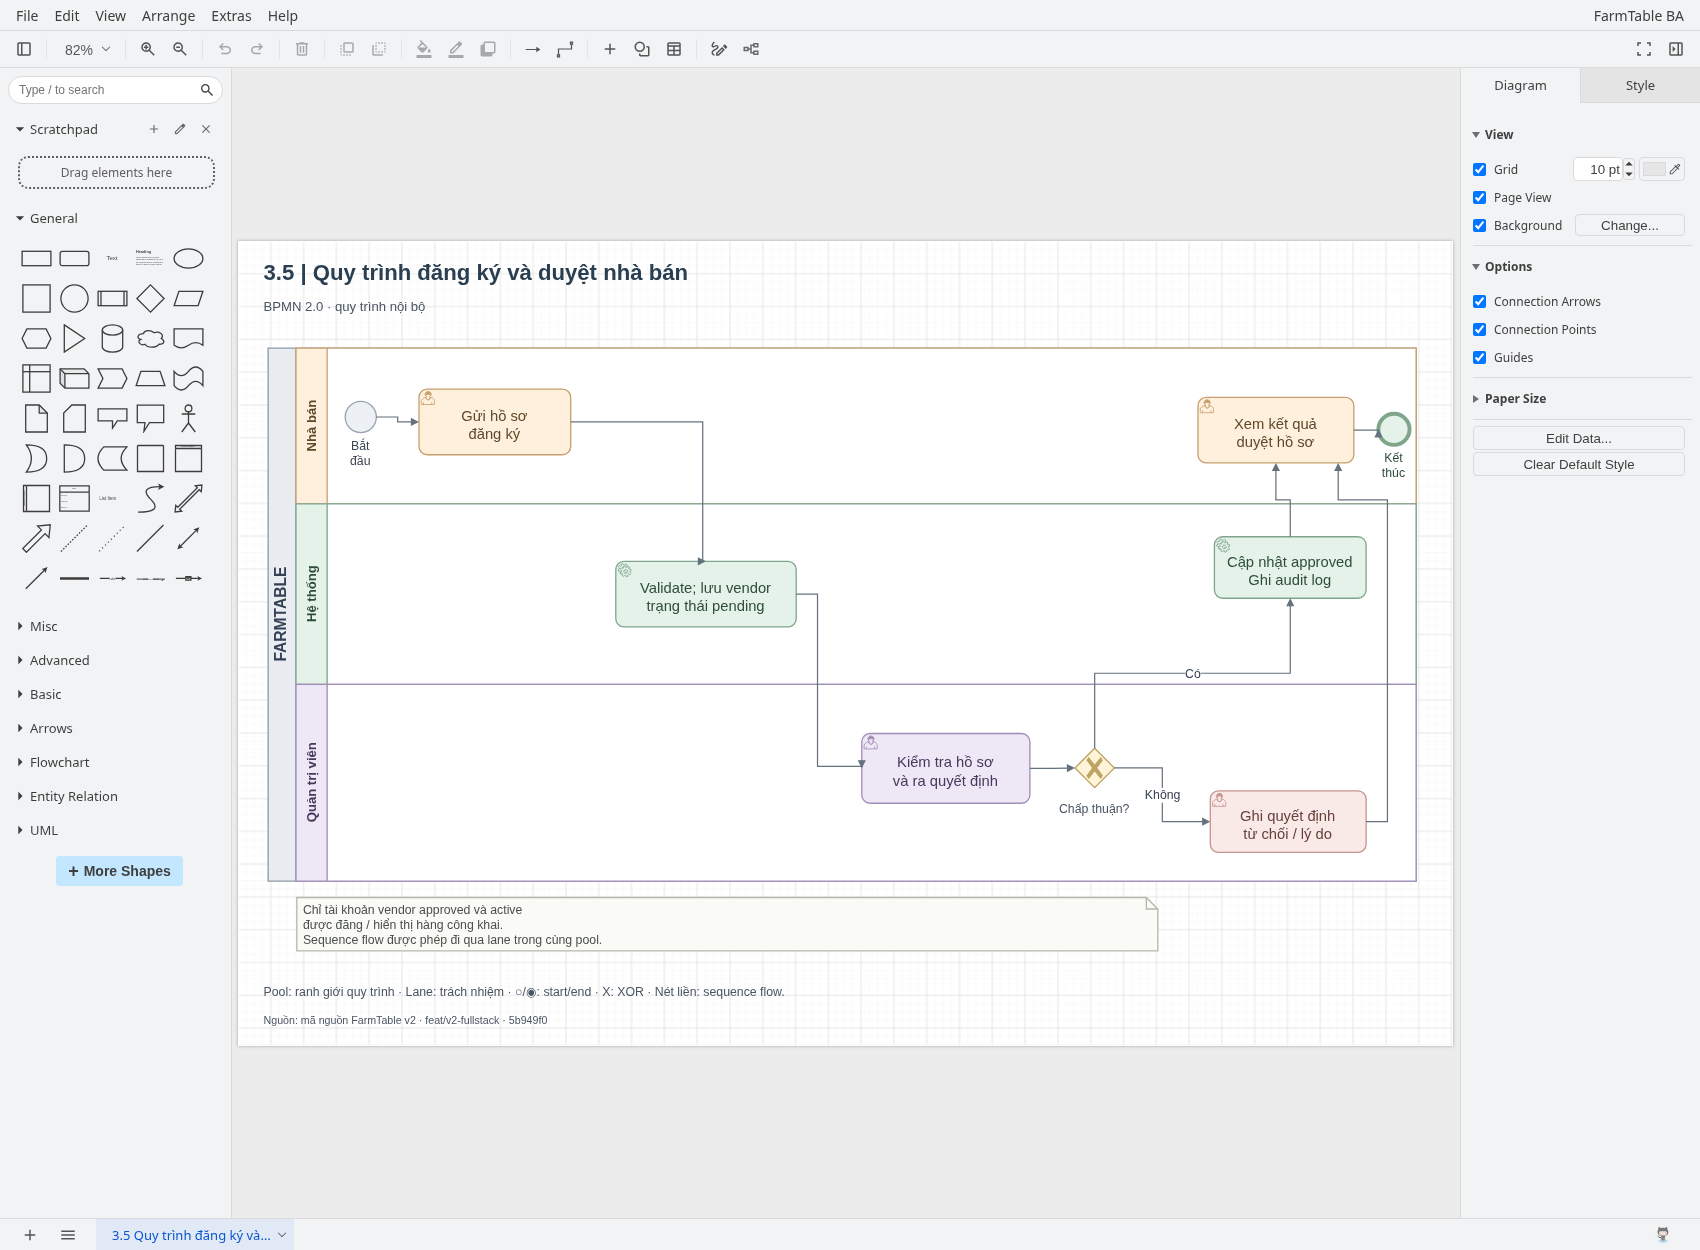 File Edit View Arrange Extras Help
FarmTable BA
82%
Type / to search
Scratchpad
Drag elements here
General
Text
Heading
List Item
Misc
Advanced
Basic
Arrows
Flowchart
Entity Relation
UML
+ More Shapes
3.5 | Quy trình đăng ký và duyệt nhà bán
BPMN 2.0 · quy trình nội bộ
FARMTABLE
Nhà bán
Bắt
đầu
Gửi hồ sơ
đăng ký
Xem kết quả
duyệt hồ sơ
Kết
thúc
Hệ thống
Validate; lưu vendor
trạng thái pending
Cập nhật approved
Ghi audit log
Có
Quản trị viên
Kiểm tra hồ sơ
và ra quyết định
Chấp thuận?
Không
Ghi quyết định
từ chối / lý do
Chỉ tài khoản vendor approved và active
được đăng / hiển thị hàng công khai.
Sequence flow được phép đi qua lane trong cùng pool.
Pool: ranh giới quy trình · Lane: trách nhiệm · ○/◉: start/end · X: XOR · Nét liền: sequence flow.
Nguồn: mã nguồn FarmTable v2 · feat/v2-fullstack · 5b949f0
Diagram
Style
View
Grid
10 pt
Page View
Background
Change...
Options
Connection Arrows
Connection Points
Guides
Paper Size
Edit Data...
Clear Default Style
3.5 Quy trình đăng ký và...